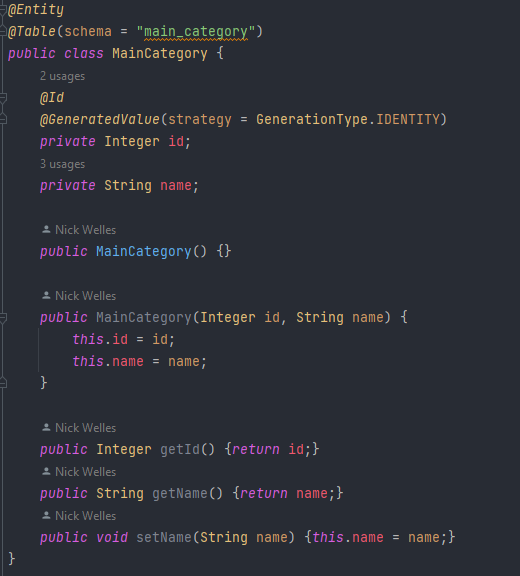 @Entity
@Table(schema = "main_category")
public class MainCategory {
2 usages
@Id
@GeneratedValue(strategy = GenerationType.IDENTITY)
private Integer id;
3 usages
private String name;
Nick Welles
public MainCategory() {}
Nick Welles
public MainCategory(Integer id, String name) {
this.id = id;
this.name = name;
}
Nick Welles
public Integer getId() {return id;}
Nick Welles
public String getName() {return name;}
Nick Welles
public void setName(String name) {this.name = name;}
}